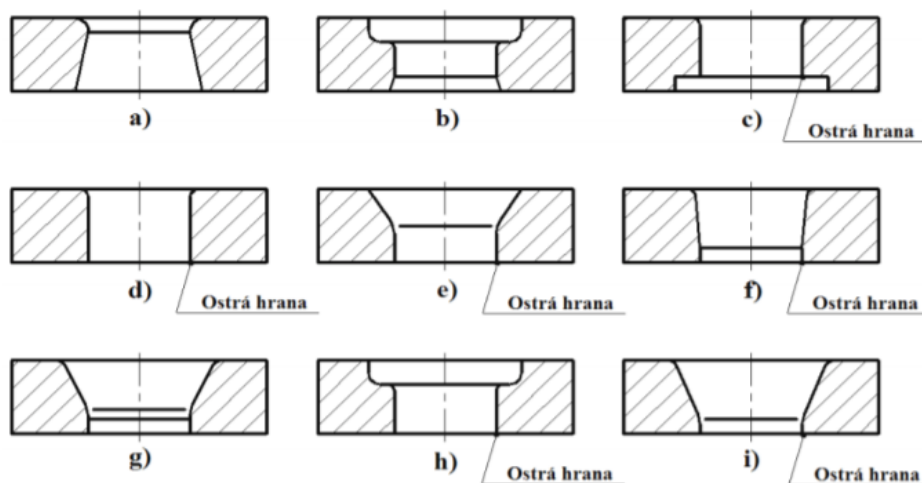 a)
b)
c)
Ostrá hrana
d)
e)
f)
Ostrá hrana
Ostrá hrana
Ostrá hrana
g)
h)
i)
Ostrá hrana
Ostrá hrana